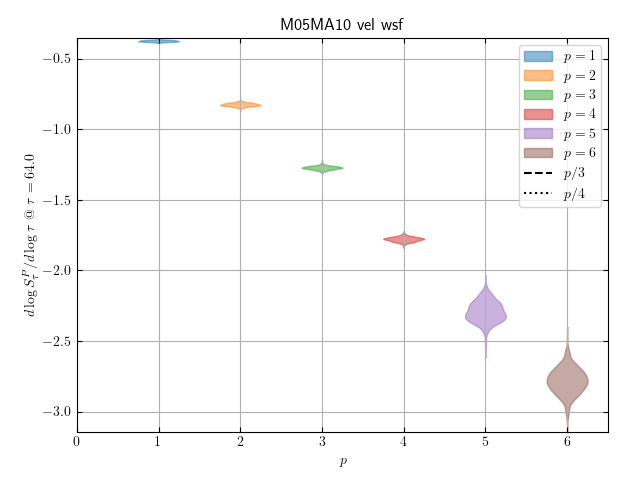 M05MA10 vel wsf
−0.5
−1.0
−1.5
−2.0
−2.5
−3.0
d log S_τ^P / d log τ @ τ = 64.0
0 1 2 3 4 5 6
p
p = 1
p = 2
p = 3
p = 4
p = 5
p = 6
p/3
p/4